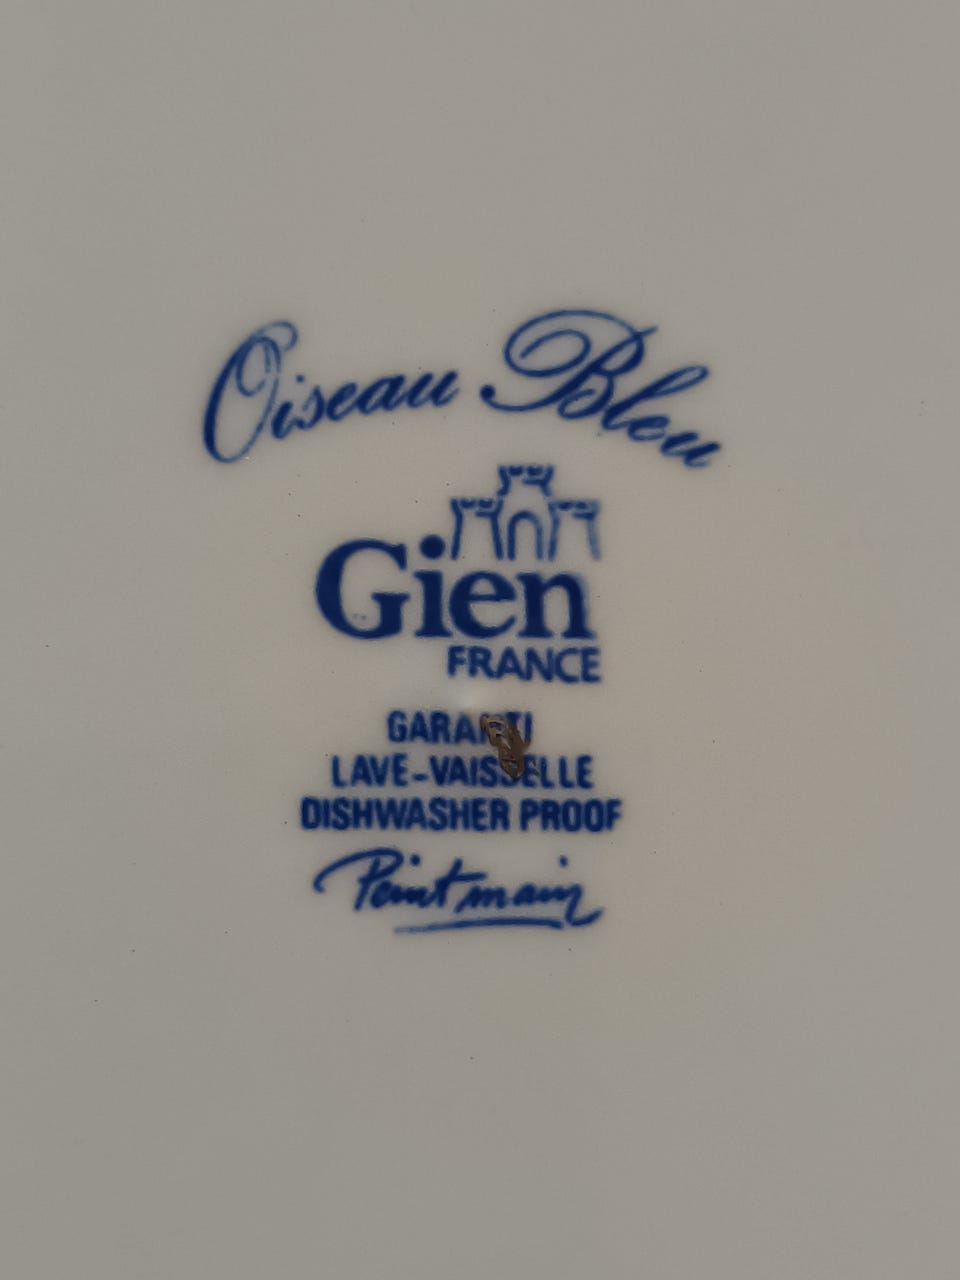 Oiseau Bleu
Gien
FRANCE
GARANTI
LAVE-VAISSELLE
DISHWASHER PROOF
Peint main